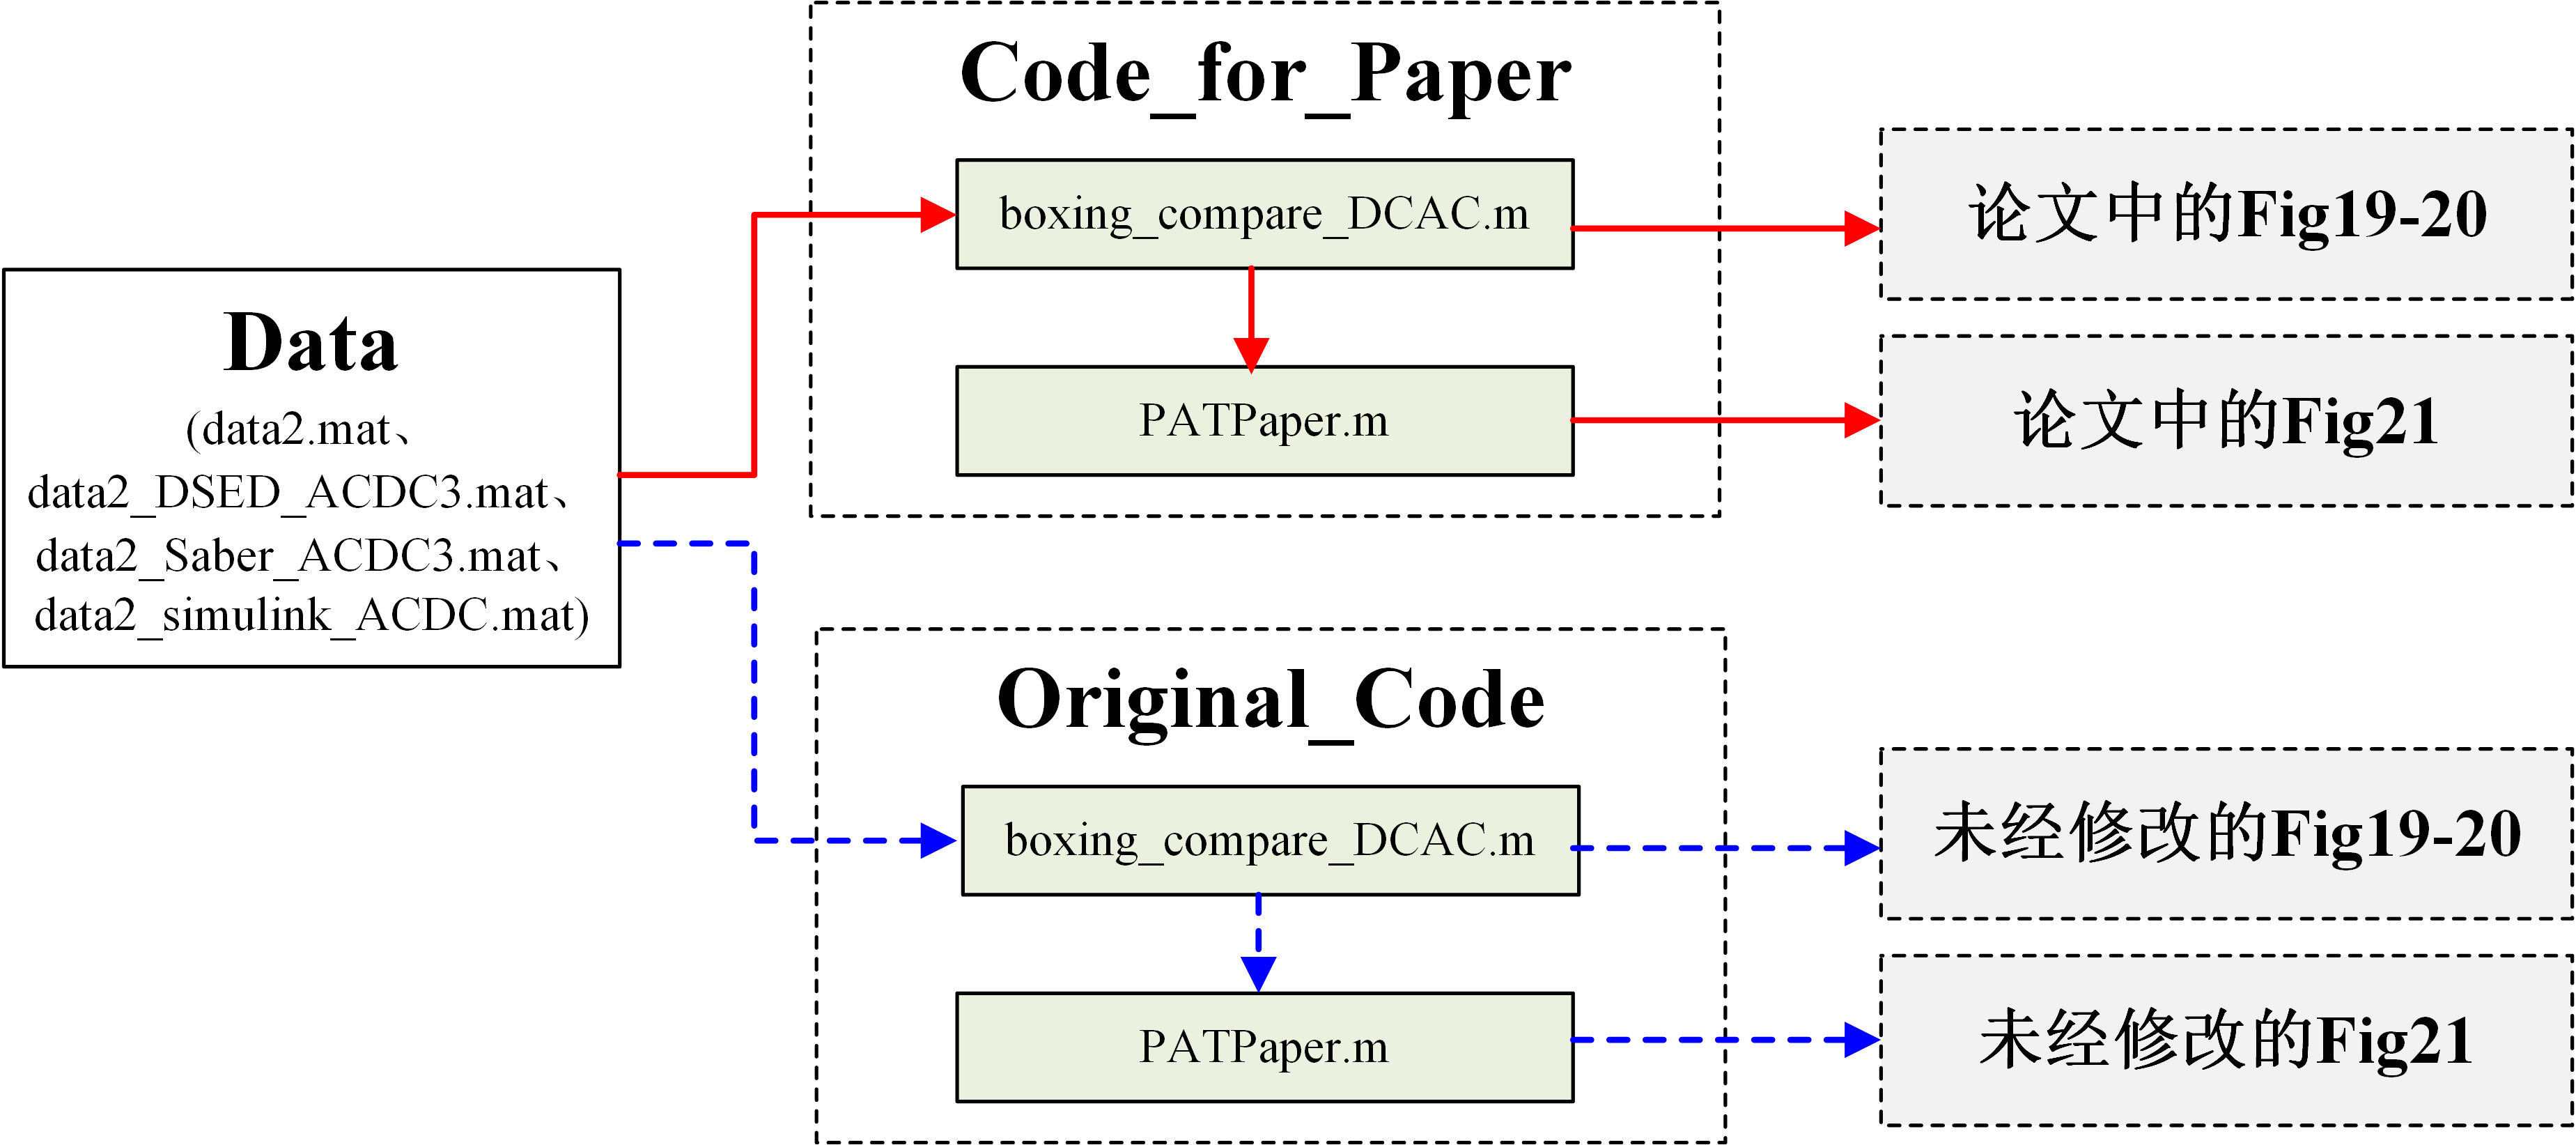 Data
(data2.mat、
data2_DSED_ACDC3.mat、
data2_Saber_ACDC3.mat、
data2_simulink_ACDC.mat)
Code_for_Paper
boxing_compare_DCAC.m
PATPaper.m
论文中的Fig19-20
论文中的Fig21
Original_Code
boxing_compare_DCAC.m
PATPaper.m
未经修改的Fig19-20
未经修改的Fig21